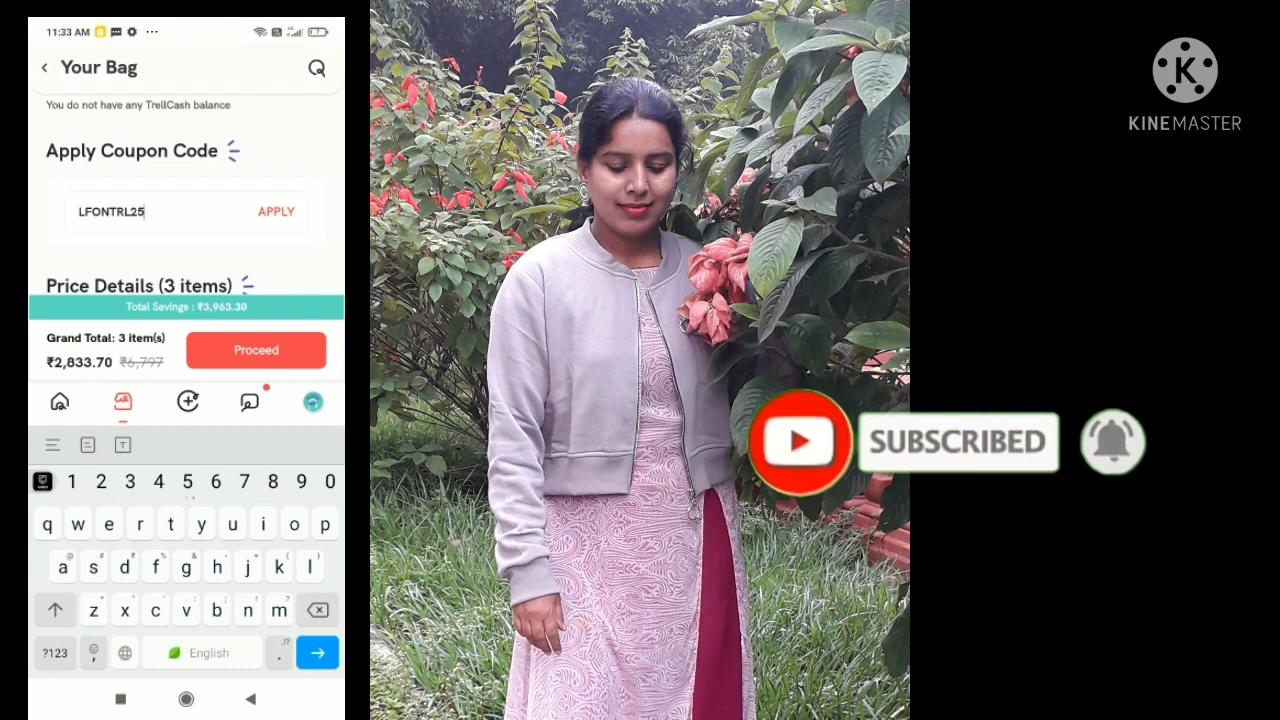 11:33 AM
Your Bag
You do not have any TrellCash balance
Apply Coupon Code
LFONTRL25 APPLY
Price Details (3 items)
Total Savings : ₹3,963.30
Grand Total: 3 item(s)
₹2,833.70 ₹6,797
Proceed
1 2 3 4 5 6 7 8 9 0
q w e r t y u i o p
a s d f g h j k l
z x c v b n m
?123 , English .
K
KINEMASTER
SUBSCRIBED